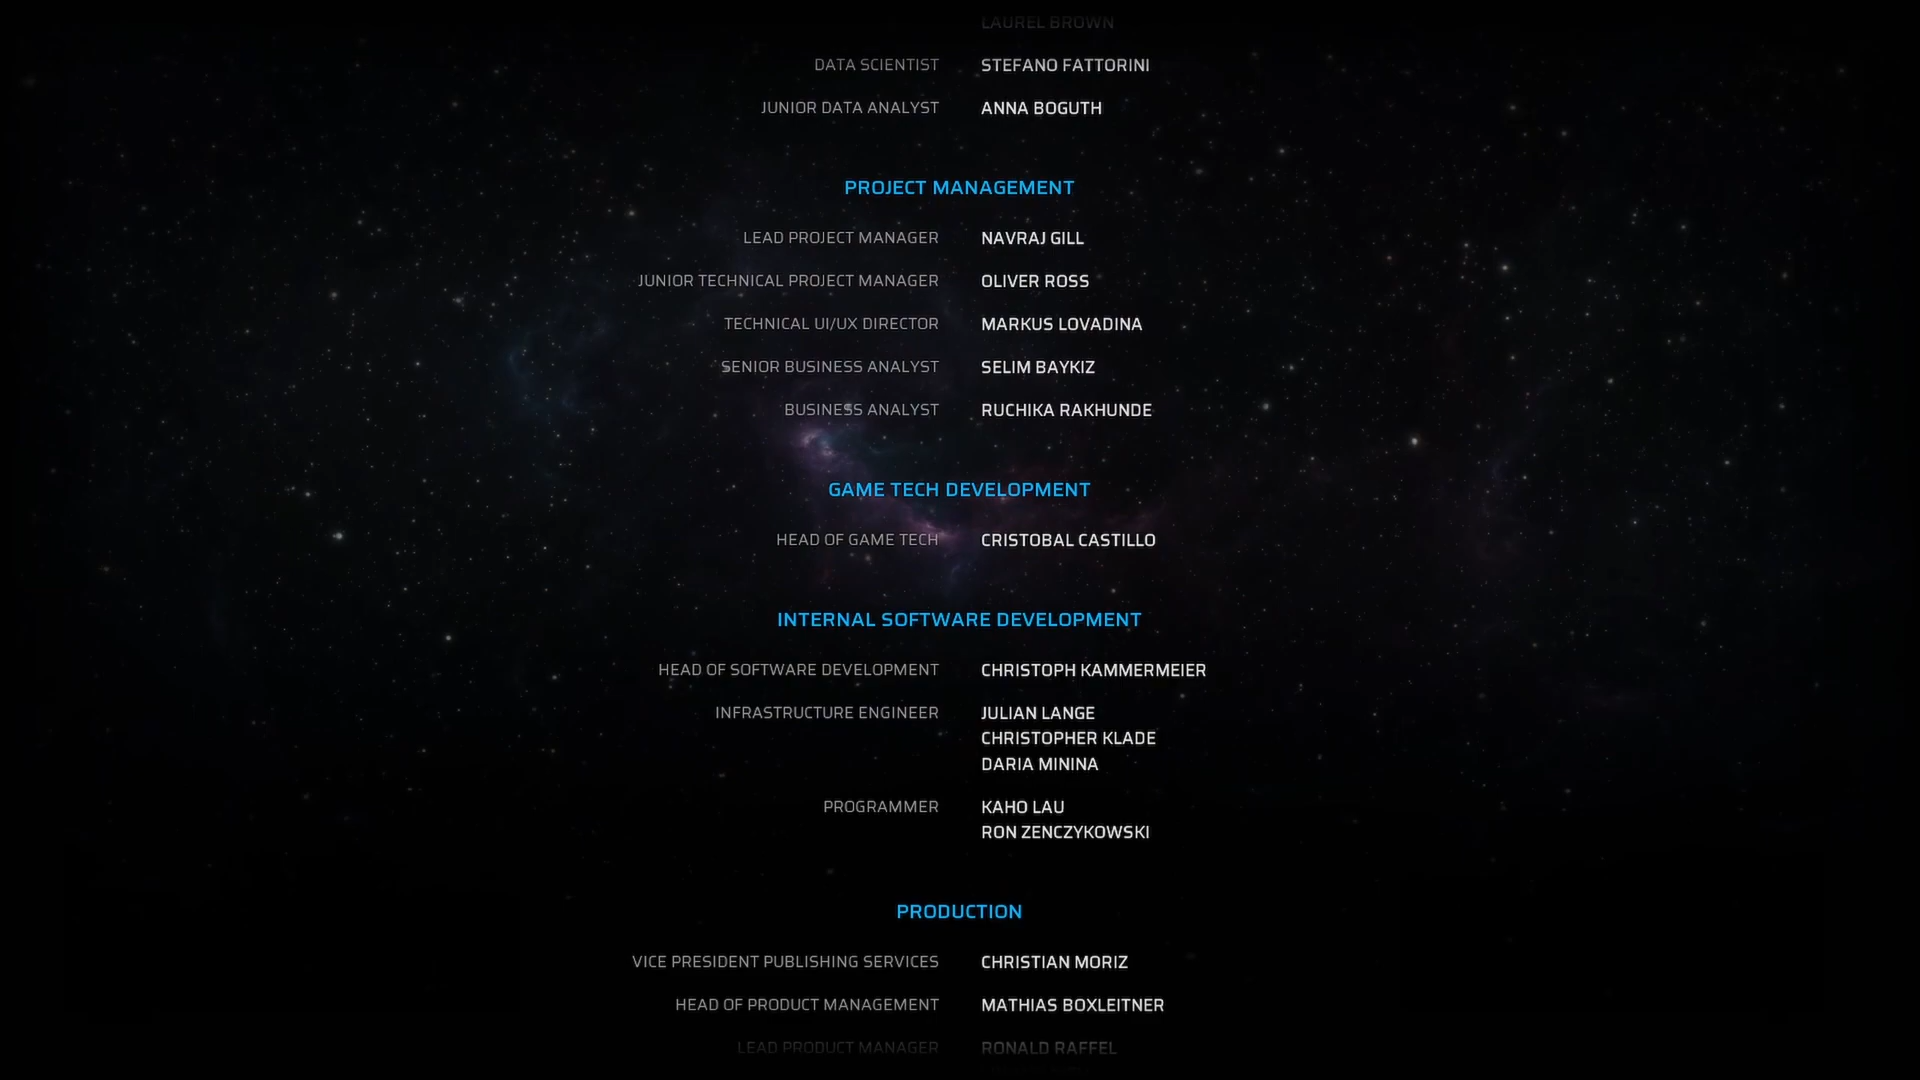 LAUREL BROWN
DATA SCIENTIST STEFANO FATTORINI
JUNIOR DATA ANALYST ANNA BOGUTH
PROJECT MANAGEMENT
LEAD PROJECT MANAGER NAVRAJ GILL
JUNIOR TECHNICAL PROJECT MANAGER OLIVER ROSS
TECHNICAL UI/UX DIRECTOR MARKUS LOVADINA
SENIOR BUSINESS ANALYST SELIM BAYKIZ
BUSINESS ANALYST RUCHIKA RAKHUNDE
GAME TECH DEVELOPMENT
HEAD OF GAME TECH CRISTOBAL CASTILLO
INTERNAL SOFTWARE DEVELOPMENT
HEAD OF SOFTWARE DEVELOPMENT CHRISTOPH KAMMERMEIER
INFRASTRUCTURE ENGINEER JULIAN LANGE
CHRISTOPHER KLADE
DARIA MININA
PROGRAMMER KAHO LAU
RON ZENCZYKOWSKI
PRODUCTION
VICE PRESIDENT PUBLISHING SERVICES CHRISTIAN MORIZ
HEAD OF PRODUCT MANAGEMENT MATHIAS BOXLEITNER
LEAD PRODUCT MANAGER RONALD RAFFEL